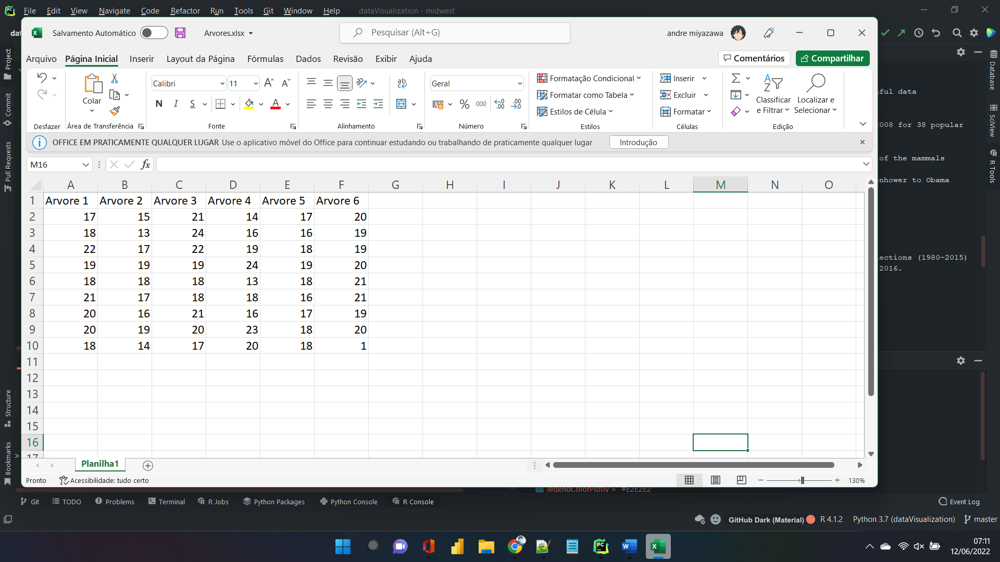 File Edit View Navigate Code Refactor Run Tools Git Window Help dataVisualization - midwest
dat
Salvamento Automático Arvores.xlsx Pesquisar (Alt+G) andre miyazawa
Arquivo Página Inicial Inserir Layout da Página Fórmulas Dados Revisão Exibir Ajuda Comentários Compartilhar
Colar Calibri 11 Geral Formatação Condicional Inserir
N I S 000 Formatar como Tabela Excluir Classificar e Filtrar Localizar e Selecionar
Estilos de Célula Formatar
Desfazer Área de Transferência Fonte Alinhamento Número Estilos Células Edição
OFFICE EM PRATICAMENTE QUALQUER LUGAR Use o aplicativo móvel do Office para continuar estudando ou trabalhando de praticamente qualquer lugar Introdução
M16 fx
A B C D E F G H I J K L M N O
1 Arvore 1 Arvore 2 Arvore 3 Arvore 4 Arvore 5 Arvore 6
2 17 15 21 14 17 20
3 18 13 24 16 16 19
4 22 17 22 19 18 19
5 19 19 19 24 19 20
6 18 18 18 13 18 21
7 21 17 18 18 16 21
8 20 16 21 16 17 19
9 20 19 20 23 18 20
10 18 14 17 20 18 1
11
12
13
14
15
16
17
Planilha1
Pronto Acessibilidade: tudo certo 130%
Project
Commit
Pull Requests
Structure
Bookmarks
ful data
2008 for 38 popular
of the mammals
nhower to Obama
lections (1980-2015)
2016.
Database
SciView
R Tools
legendColorPlotly = "#E2E2E2"
Git TODO Problems Terminal R Jobs Python Packages Python Console R Console Event Log
GitHub Dark (Material) R 4.1.2 Python 3.7 (dataVisualization) master
07:11
12/06/2022